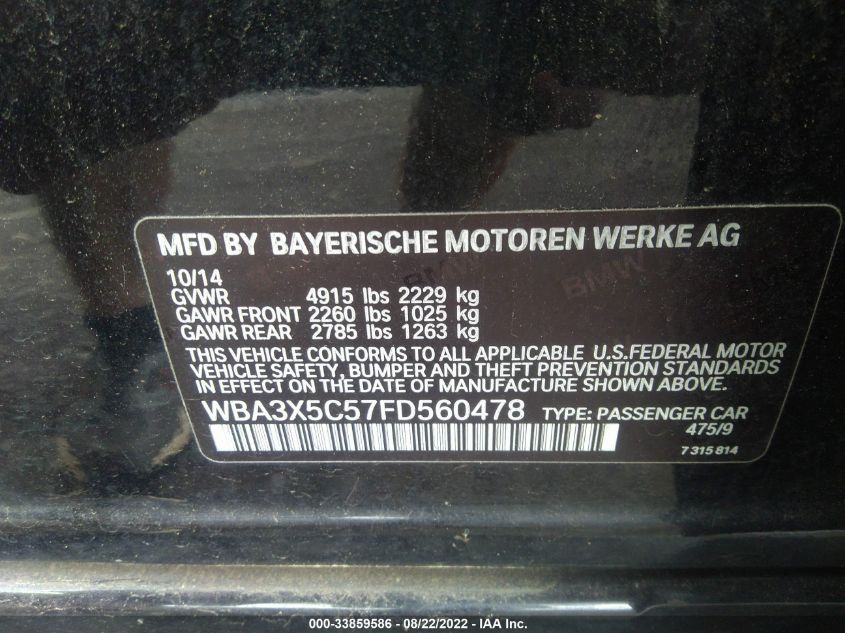 MFD BY BAYERISCHE MOTOREN WERKE AG
10/14
GVWR 4915 lbs 2229 kg
GAWR FRONT 2260 lbs 1025 kg
GAWR REAR 2785 lbs 1263 kg
THIS VEHICLE CONFORMS TO ALL APPLICABLE U.S.FEDERAL MOTOR
VEHICLE SAFETY, BUMPER AND THEFT PREVENTION STANDARDS
IN EFFECT ON THE DATE OF MANUFACTURE SHOWN ABOVE.
WBA3X5C57FD560478 TYPE: PASSENGER CAR
475/9
7 315 814
BMW
BMW
000-33859586 - 08/22/2022 - IAA Inc.